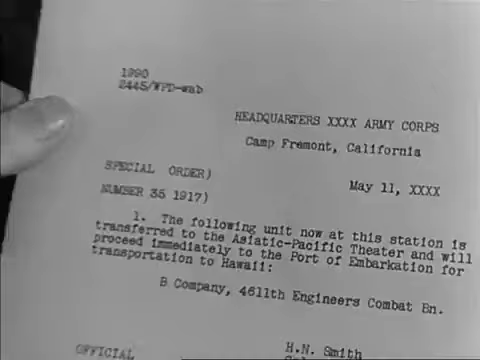 1990
2445/WPD-wab
HEADQUARTERS XXXX ARMY CORPS
Camp Fremont, California
SPECIAL ORDER)
NUMBER 35 1917)
May 11, XXXX
1. The following unit now at this station is
transferred to the Asiatic-Pacific Theater and will
proceed immediately to the Port of Embarkation for
transportation to Hawaii:
B Company, 4611th Engineers Combat Bn.
OFFICIAL
H.N. Smith